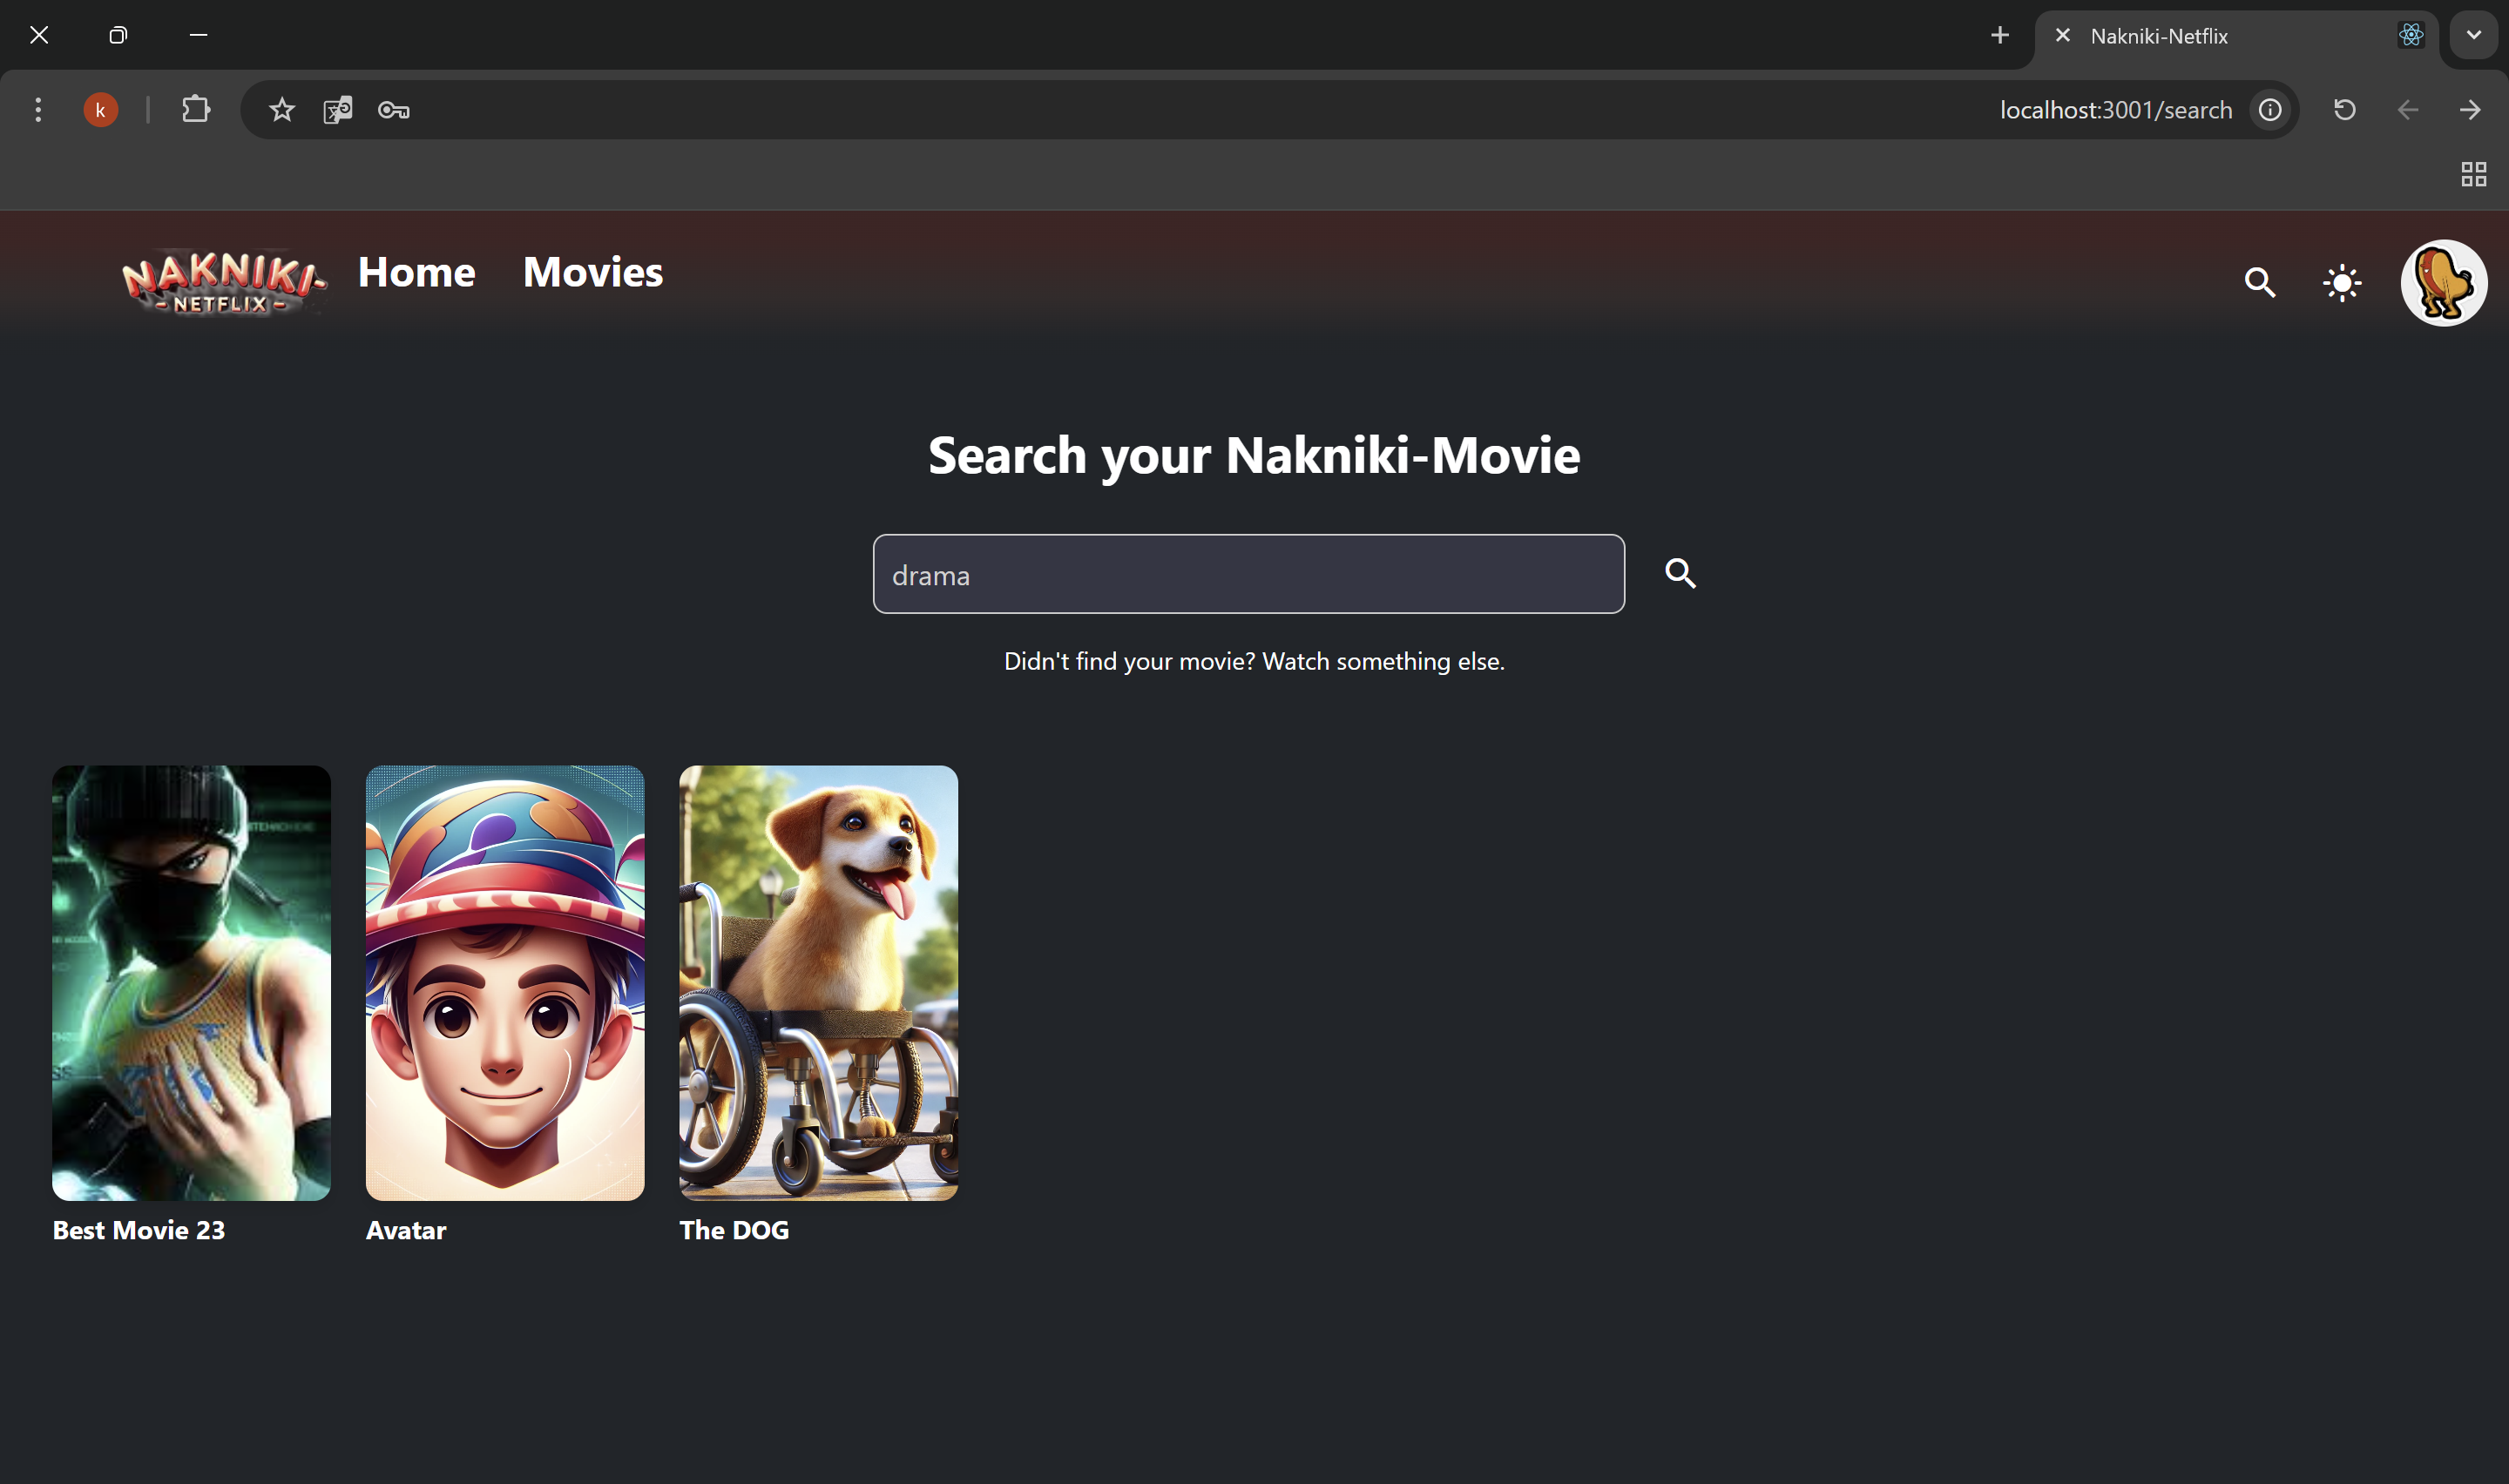 Nakniki-Netflix
k
localhost:3001/search
NAKNIKI-
- NETFLIX -
Home
Movies
Search your Nakniki-Movie
drama
Didn't find your movie? Watch something else.
Best Movie 23
Avatar
The DOG